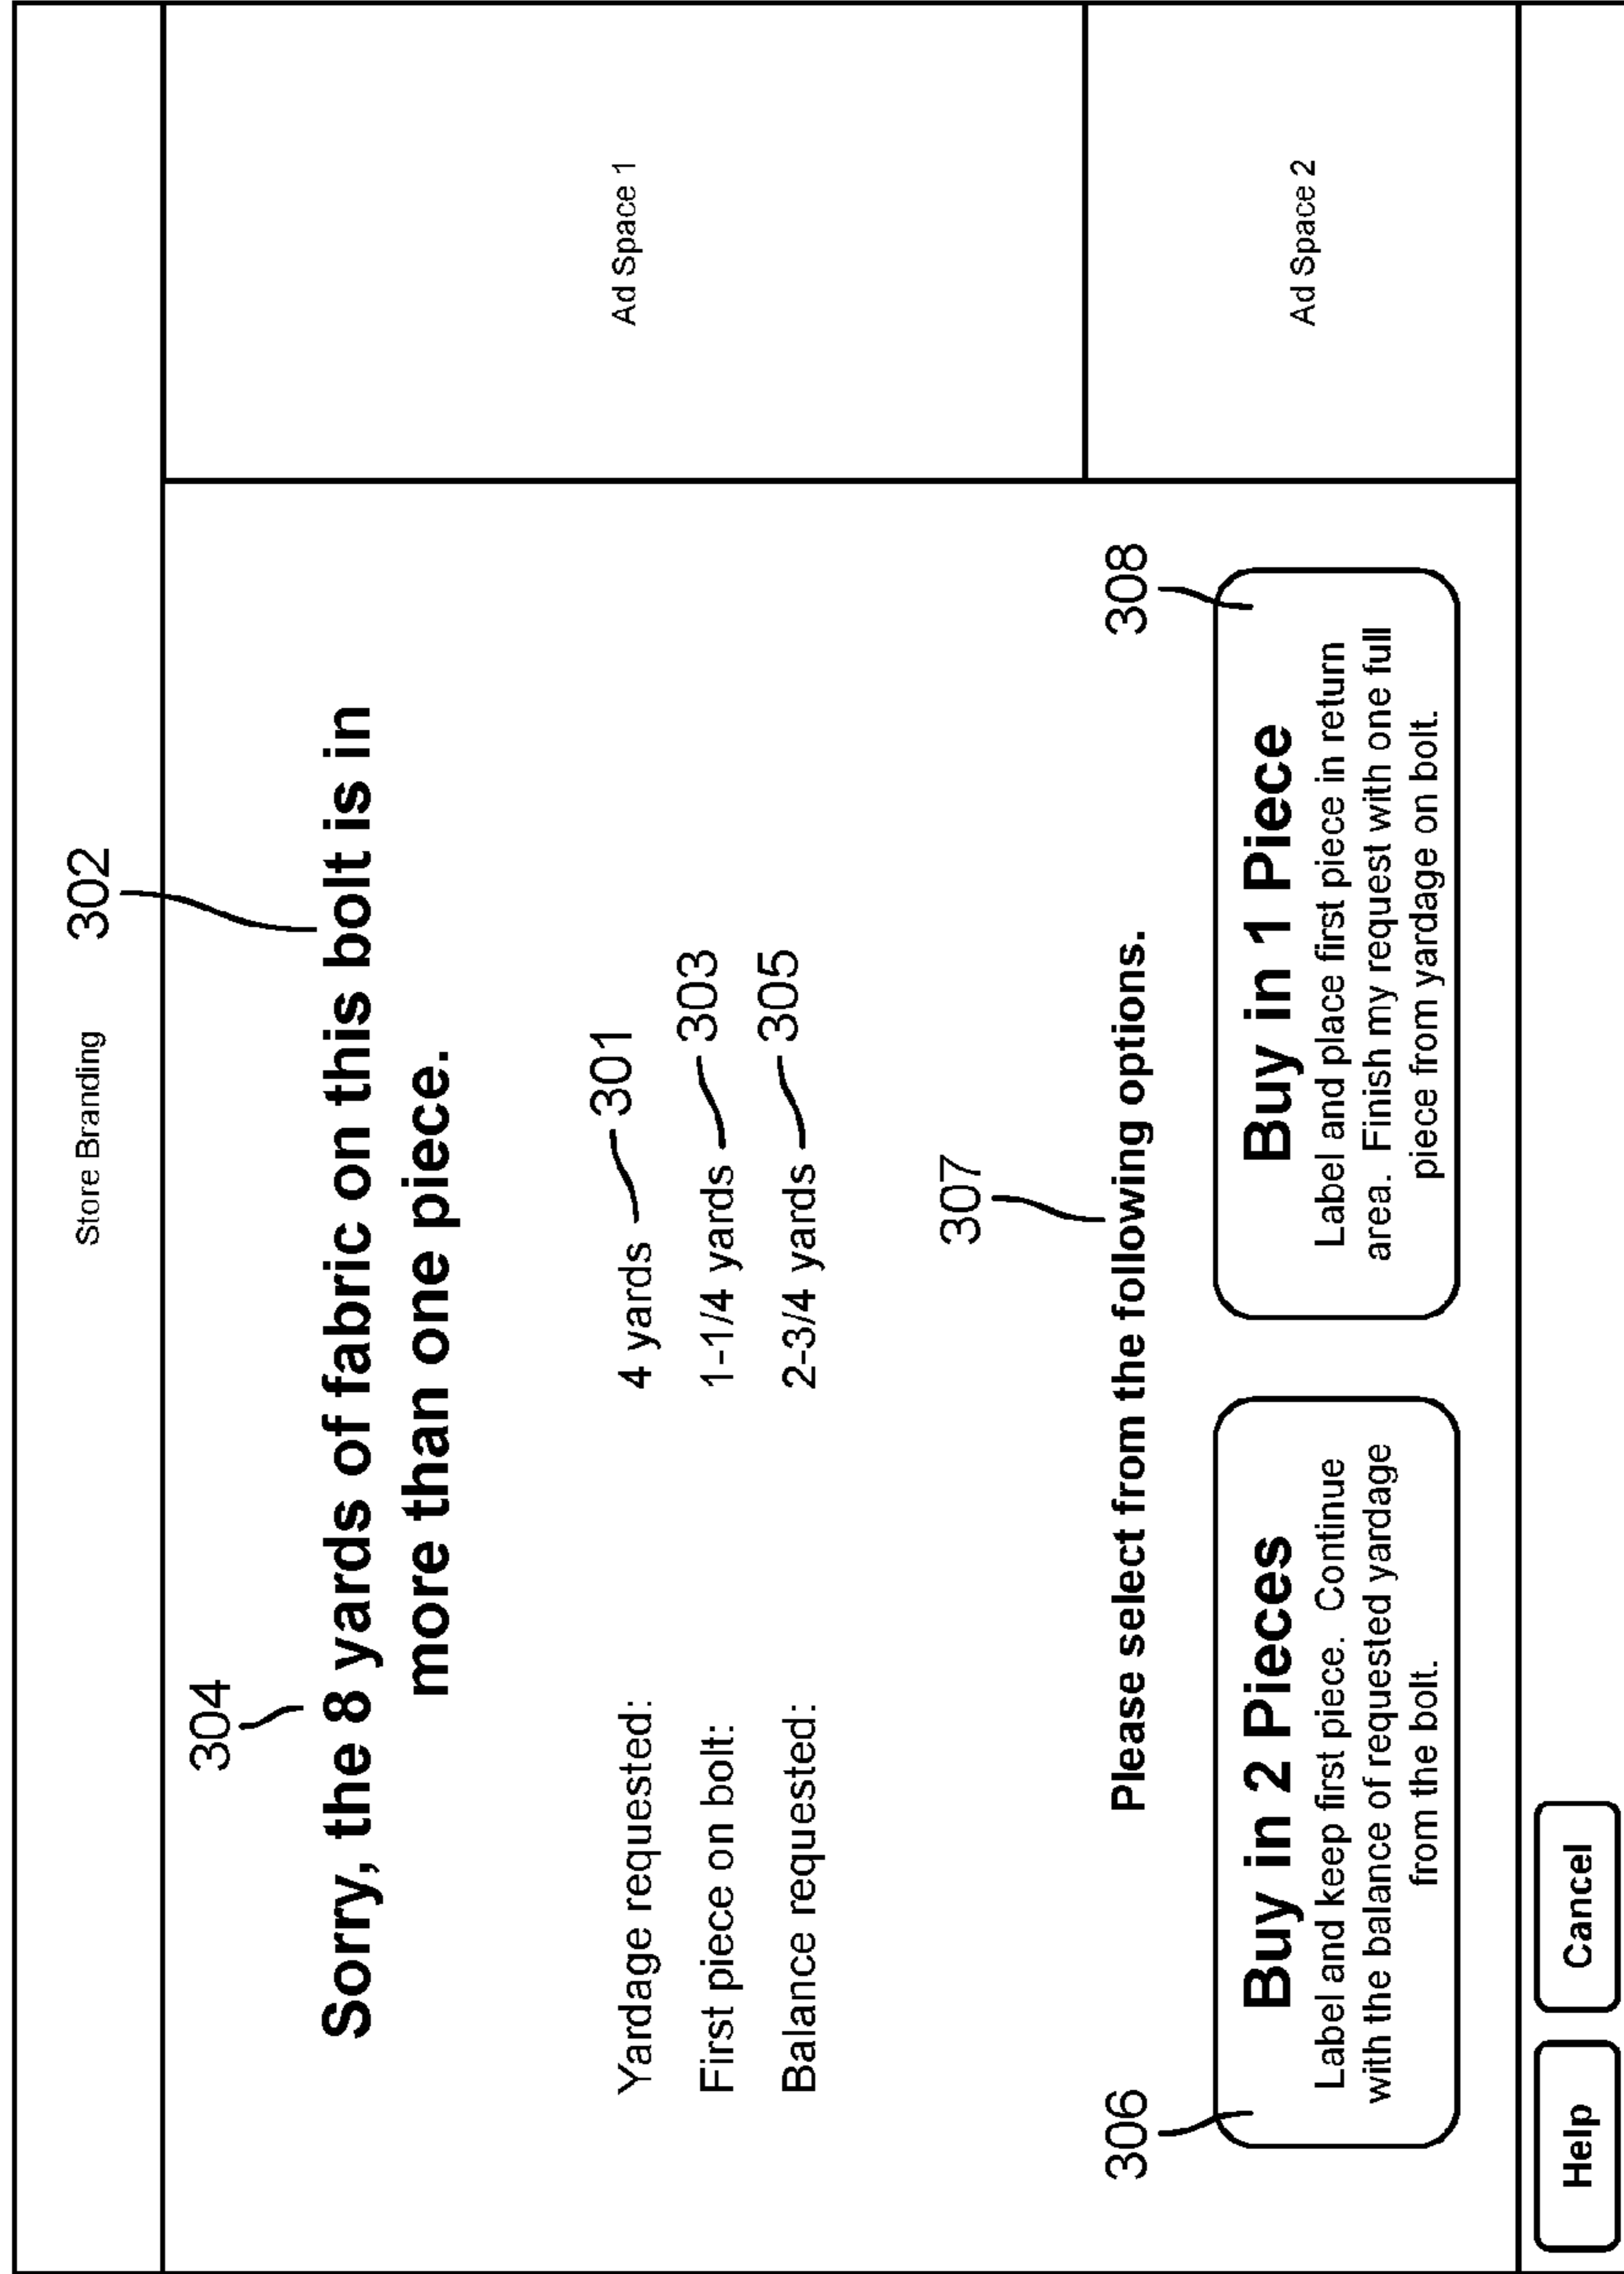 Store Branding
302
304
Sorry, the 8 yards of fabric on this bolt is in
more than one piece.
Yardage requested: 4 yards 301
First piece on bolt: 1-1/4 yards 303
Balance requested: 2-3/4 yards 305
307
Please select from the following options.
306
Buy in 2 Pieces
Label and keep first piece. Continue
with the balance of requested yardage
from the bolt.
308
Buy in 1 Piece
Label and place first piece in return
area. Finish my request with one full
piece from yardage on bolt.
Ad Space 1
Ad Space 2
Help
Cancel